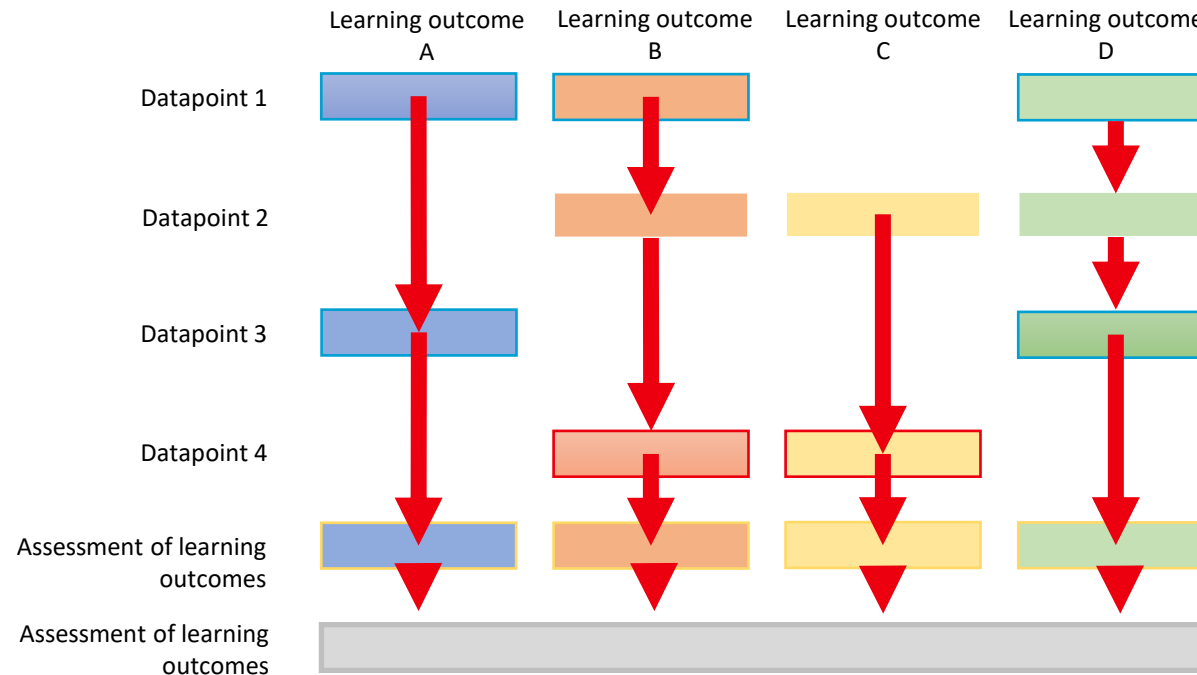 Learning outcome
A
Learning outcome
B
Learning outcome
C
Learning outcome
D
Datapoint 1
Datapoint 2
Datapoint 3
Datapoint 4
Assessment of learning
outcomes
Assessment of learning
outcomes